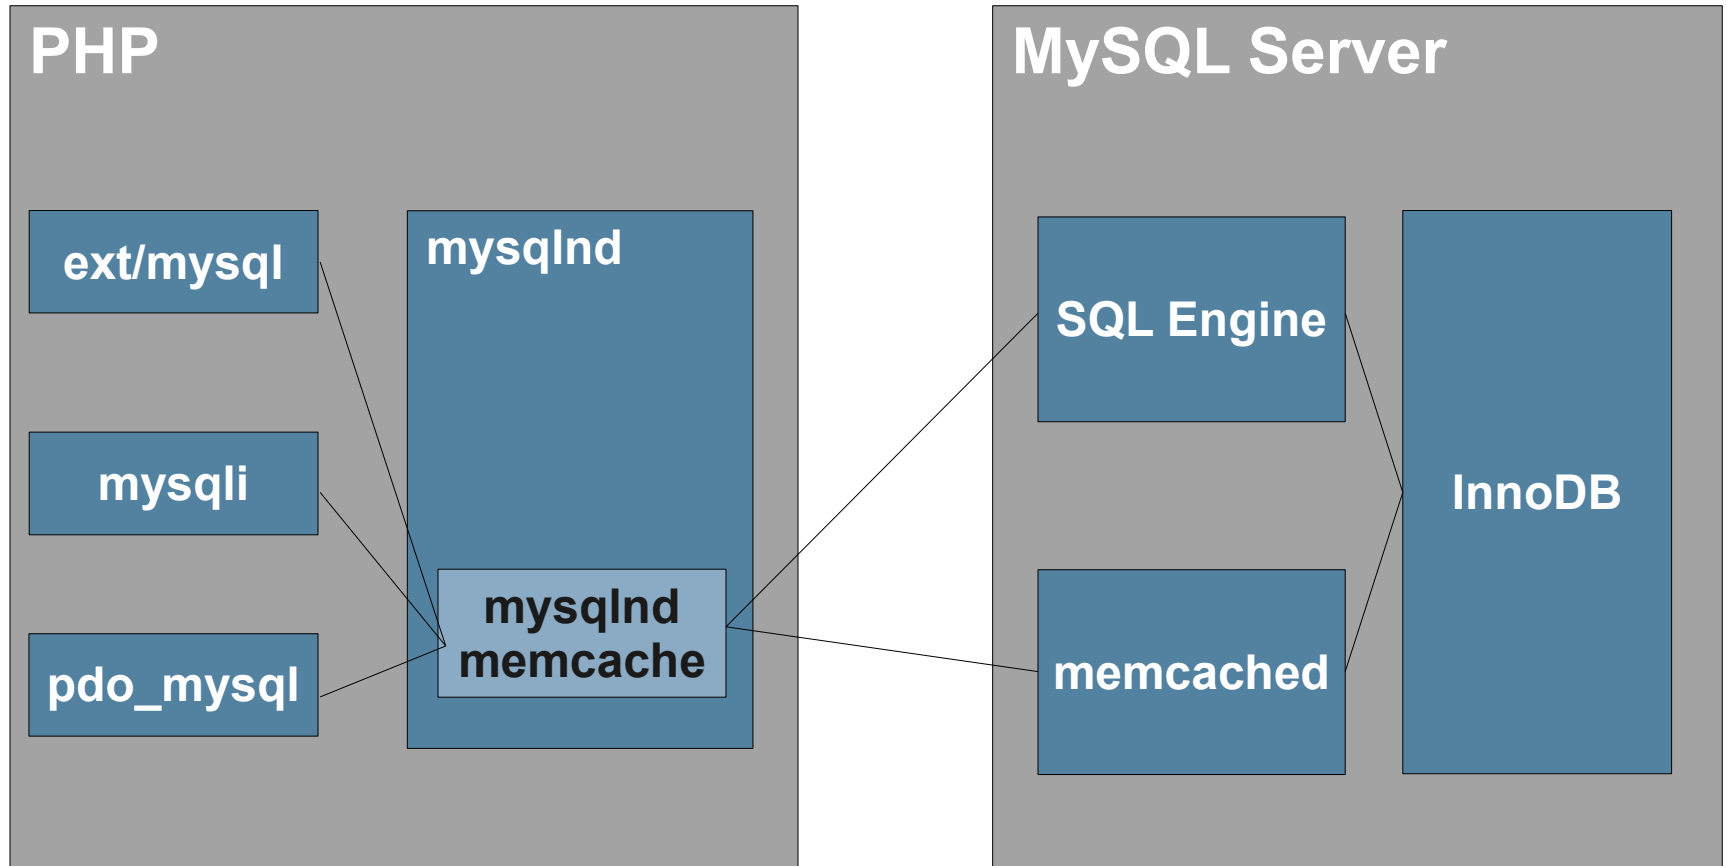 PHP
ext/mysql
mysqli
pdo_mysql
mysqlnd
mysqlnd
memcache
MySQL Server
SQL Engine
memcached
InnoDB